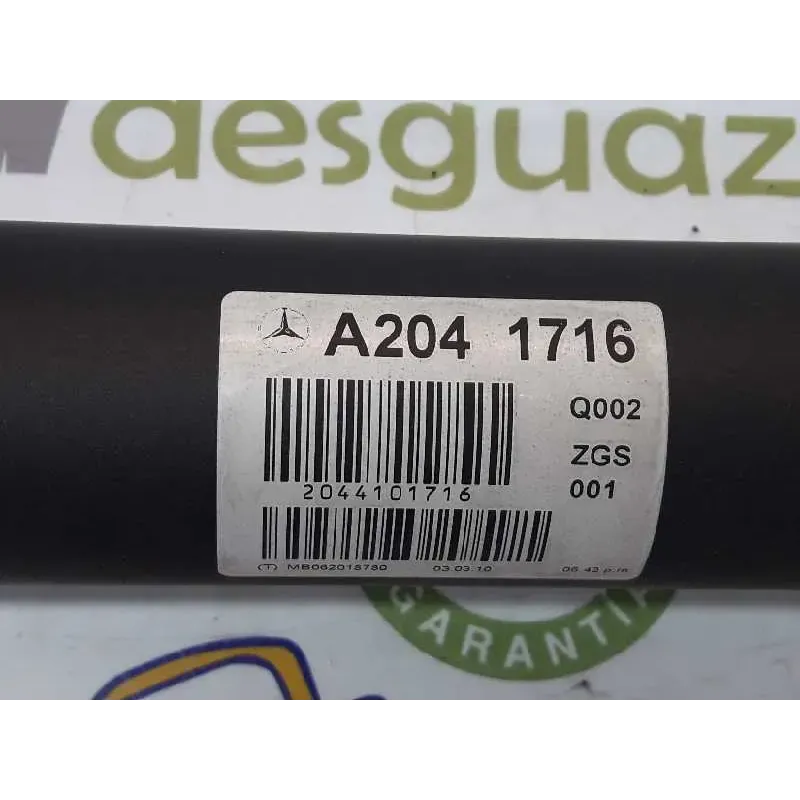 desguaz
A204 1716
Q002
ZGS
001
2044101716
(T) MB062018780 03.03.10 06.42 p.m
GARANTI